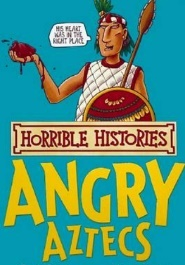 HIS HEART
WAS IN THE
RIGHT PLACE
HORRIBLE HISTORIES
ANGRY
AZTECS